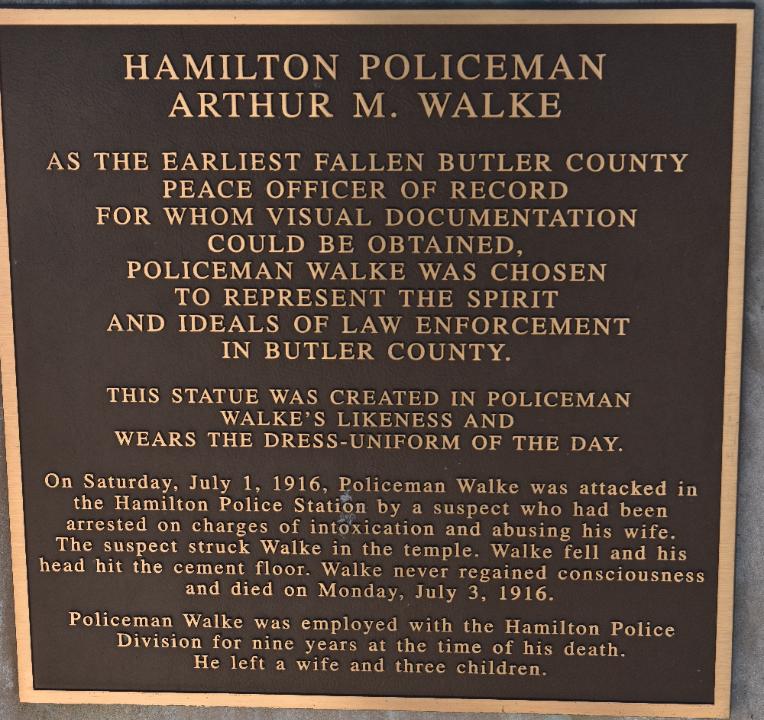 HAMILTON POLICEMAN
ARTHUR M. WALKE
AS THE EARLIEST FALLEN BUTLER COUNTY
PEACE OFFICER OF RECORD
FOR WHOM VISUAL DOCUMENTATION
COULD BE OBTAINED,
POLICEMAN WALKE WAS CHOSEN
TO REPRESENT THE SPIRIT
AND IDEALS OF LAW ENFORCEMENT
IN BUTLER COUNTY.
THIS STATUE WAS CREATED IN POLICEMAN
WALKE'S LIKENESS AND
WEARS THE DRESS-UNIFORM OF THE DAY.
On Saturday, July 1, 1916, Policeman Walke was attacked in
the Hamilton Police Station by a suspect who had been
arrested on charges of intoxication and abusing his wife.
The suspect struck Walke in the temple. Walke fell and his
head hit the cement floor. Walke never regained consciousness
and died on Monday, July 3, 1916.
Policeman Walke was employed with the Hamilton Police
Division for nine years at the time of his death.
He left a wife and three children.